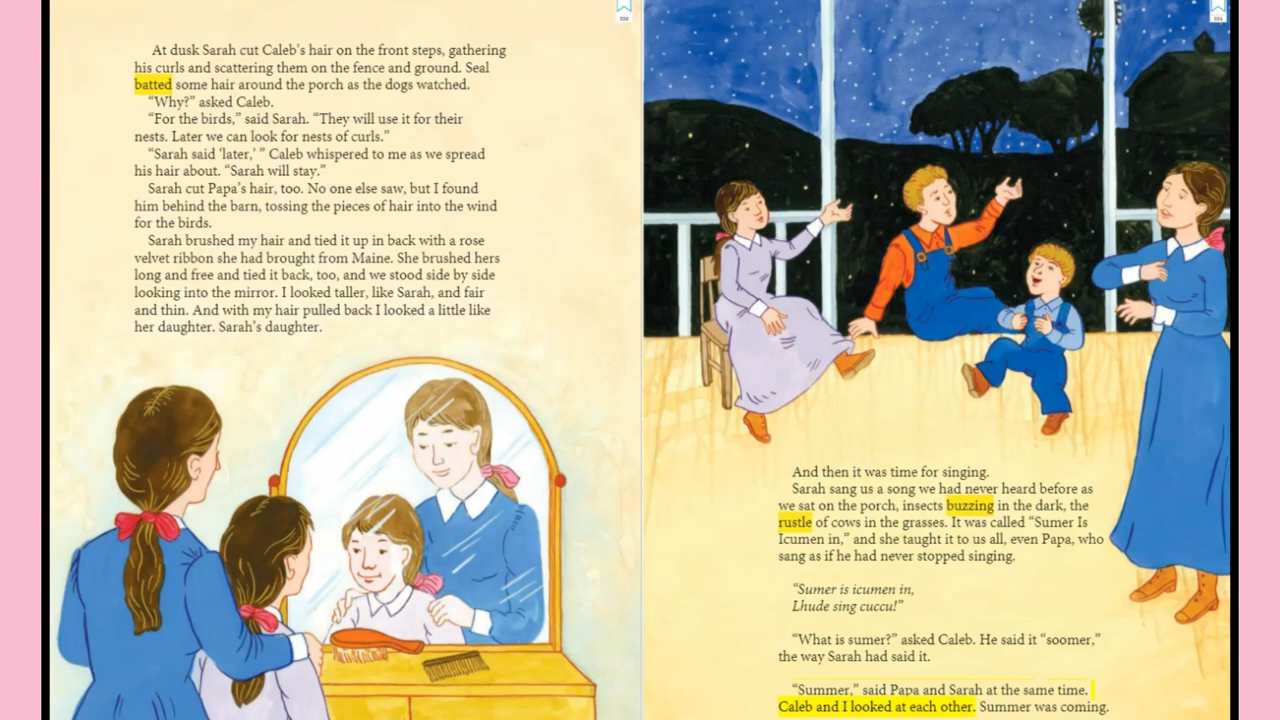 At dusk Sarah cut Caleb's hair on the front steps, gathering
his curls and scattering them on the fence and ground. Seal
batted some hair around the porch as the dogs watched.
“Why?” asked Caleb.
“For the birds,” said Sarah. “They will use it for their
nests. Later we can look for nests of curls.”
“Sarah said ‘later,’ ” Caleb whispered to me as we spread
his hair about. “Sarah will stay.”
Sarah cut Papa's hair, too. No one else saw, but I found
him behind the barn, tossing the pieces of hair into the wind
for the birds.
Sarah brushed my hair and tied it up in back with a rose
velvet ribbon she had brought from Maine. She brushed hers
long and free and tied it back, too, and we stood side by side
looking into the mirror. I looked taller, like Sarah, and fair
and thin. And with my hair pulled back I looked a little like
her daughter. Sarah's daughter.
And then it was time for singing.
Sarah sang us a song we had never heard before as
we sat on the porch, insects buzzing in the dark, the
rustle of cows in the grasses. It was called “Sumer Is
Icumen in,” and she taught it to us all, even Papa, who
sang as if he had never stopped singing.
“Sumer is icumen in,
Lhude sing cuccu!”
“What is sumer?” asked Caleb. He said it “soomer,”
the way Sarah had said it.
“Summer,” said Papa and Sarah at the same time.
Caleb and I looked at each other. Summer was coming.